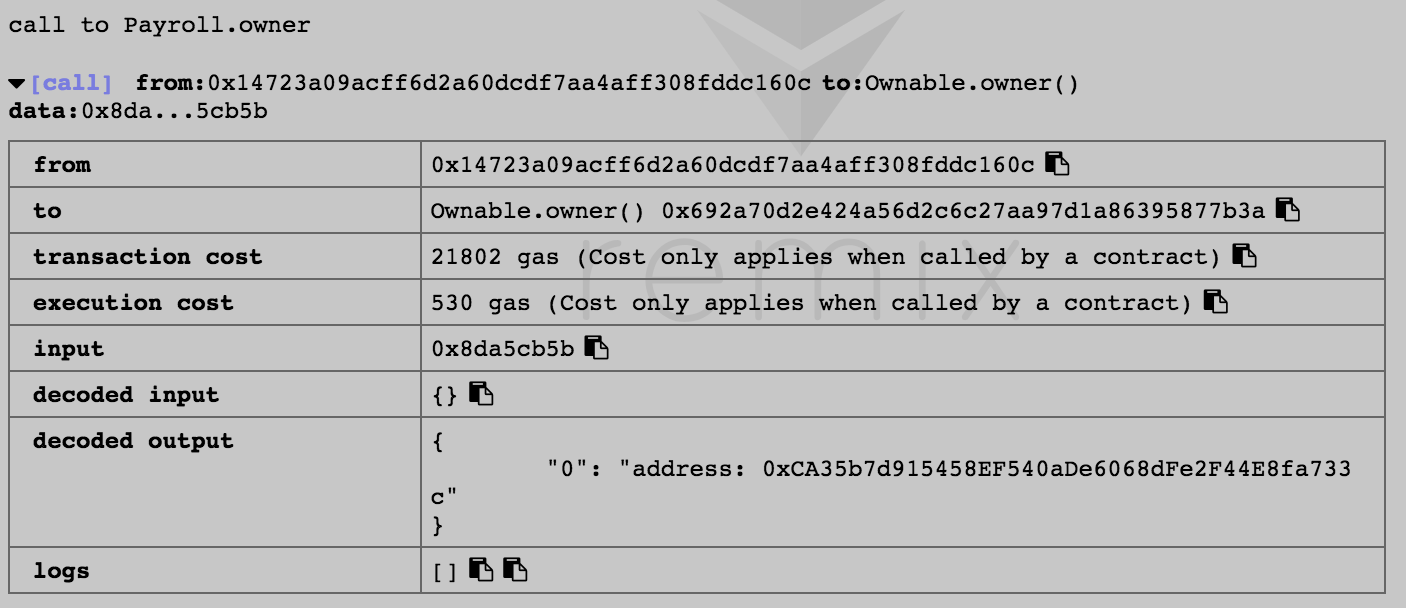 call to Payroll.owner
[call] from:0x14723a09acff6d2a60dcdf7aa4aff308fddc160c to:Ownable.owner()
data:0x8da...5cb5b
from 0x14723a09acff6d2a60dcdf7aa4aff308fddc160c
to Ownable.owner() 0x692a70d2e424a56d2c6c27aa97d1a86395877b3a
transaction cost 21802 gas (Cost only applies when called by a contract)
remix
execution cost 530 gas (Cost only applies when called by a contract)
input 0x8da5cb5b
decoded input {}
decoded output {
"0": "address: 0xCA35b7d915458EF540aDe6068dFe2F44E8fa733
c"
}
logs []